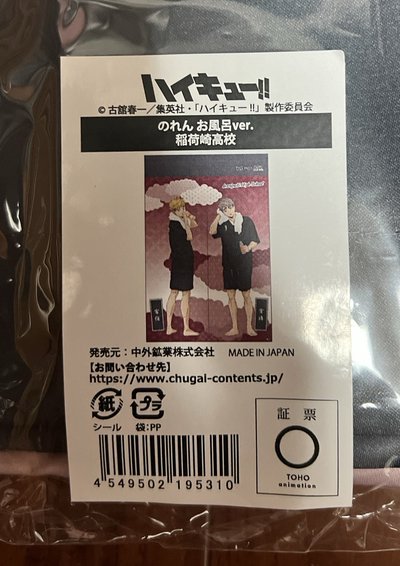 ハイキュー!!
© 古舘春一／集英社・「ハイキュー!!」製作委員会
のれん お風呂ver.
稲荷崎高校
発売元：中外鉱業株式会社 MADE IN JAPAN
【お問い合わせ先】
https://www.chugai-contents.jp/
紙 プラ
シール 袋:PP
4 549502 195310
証票
TOHO
animation